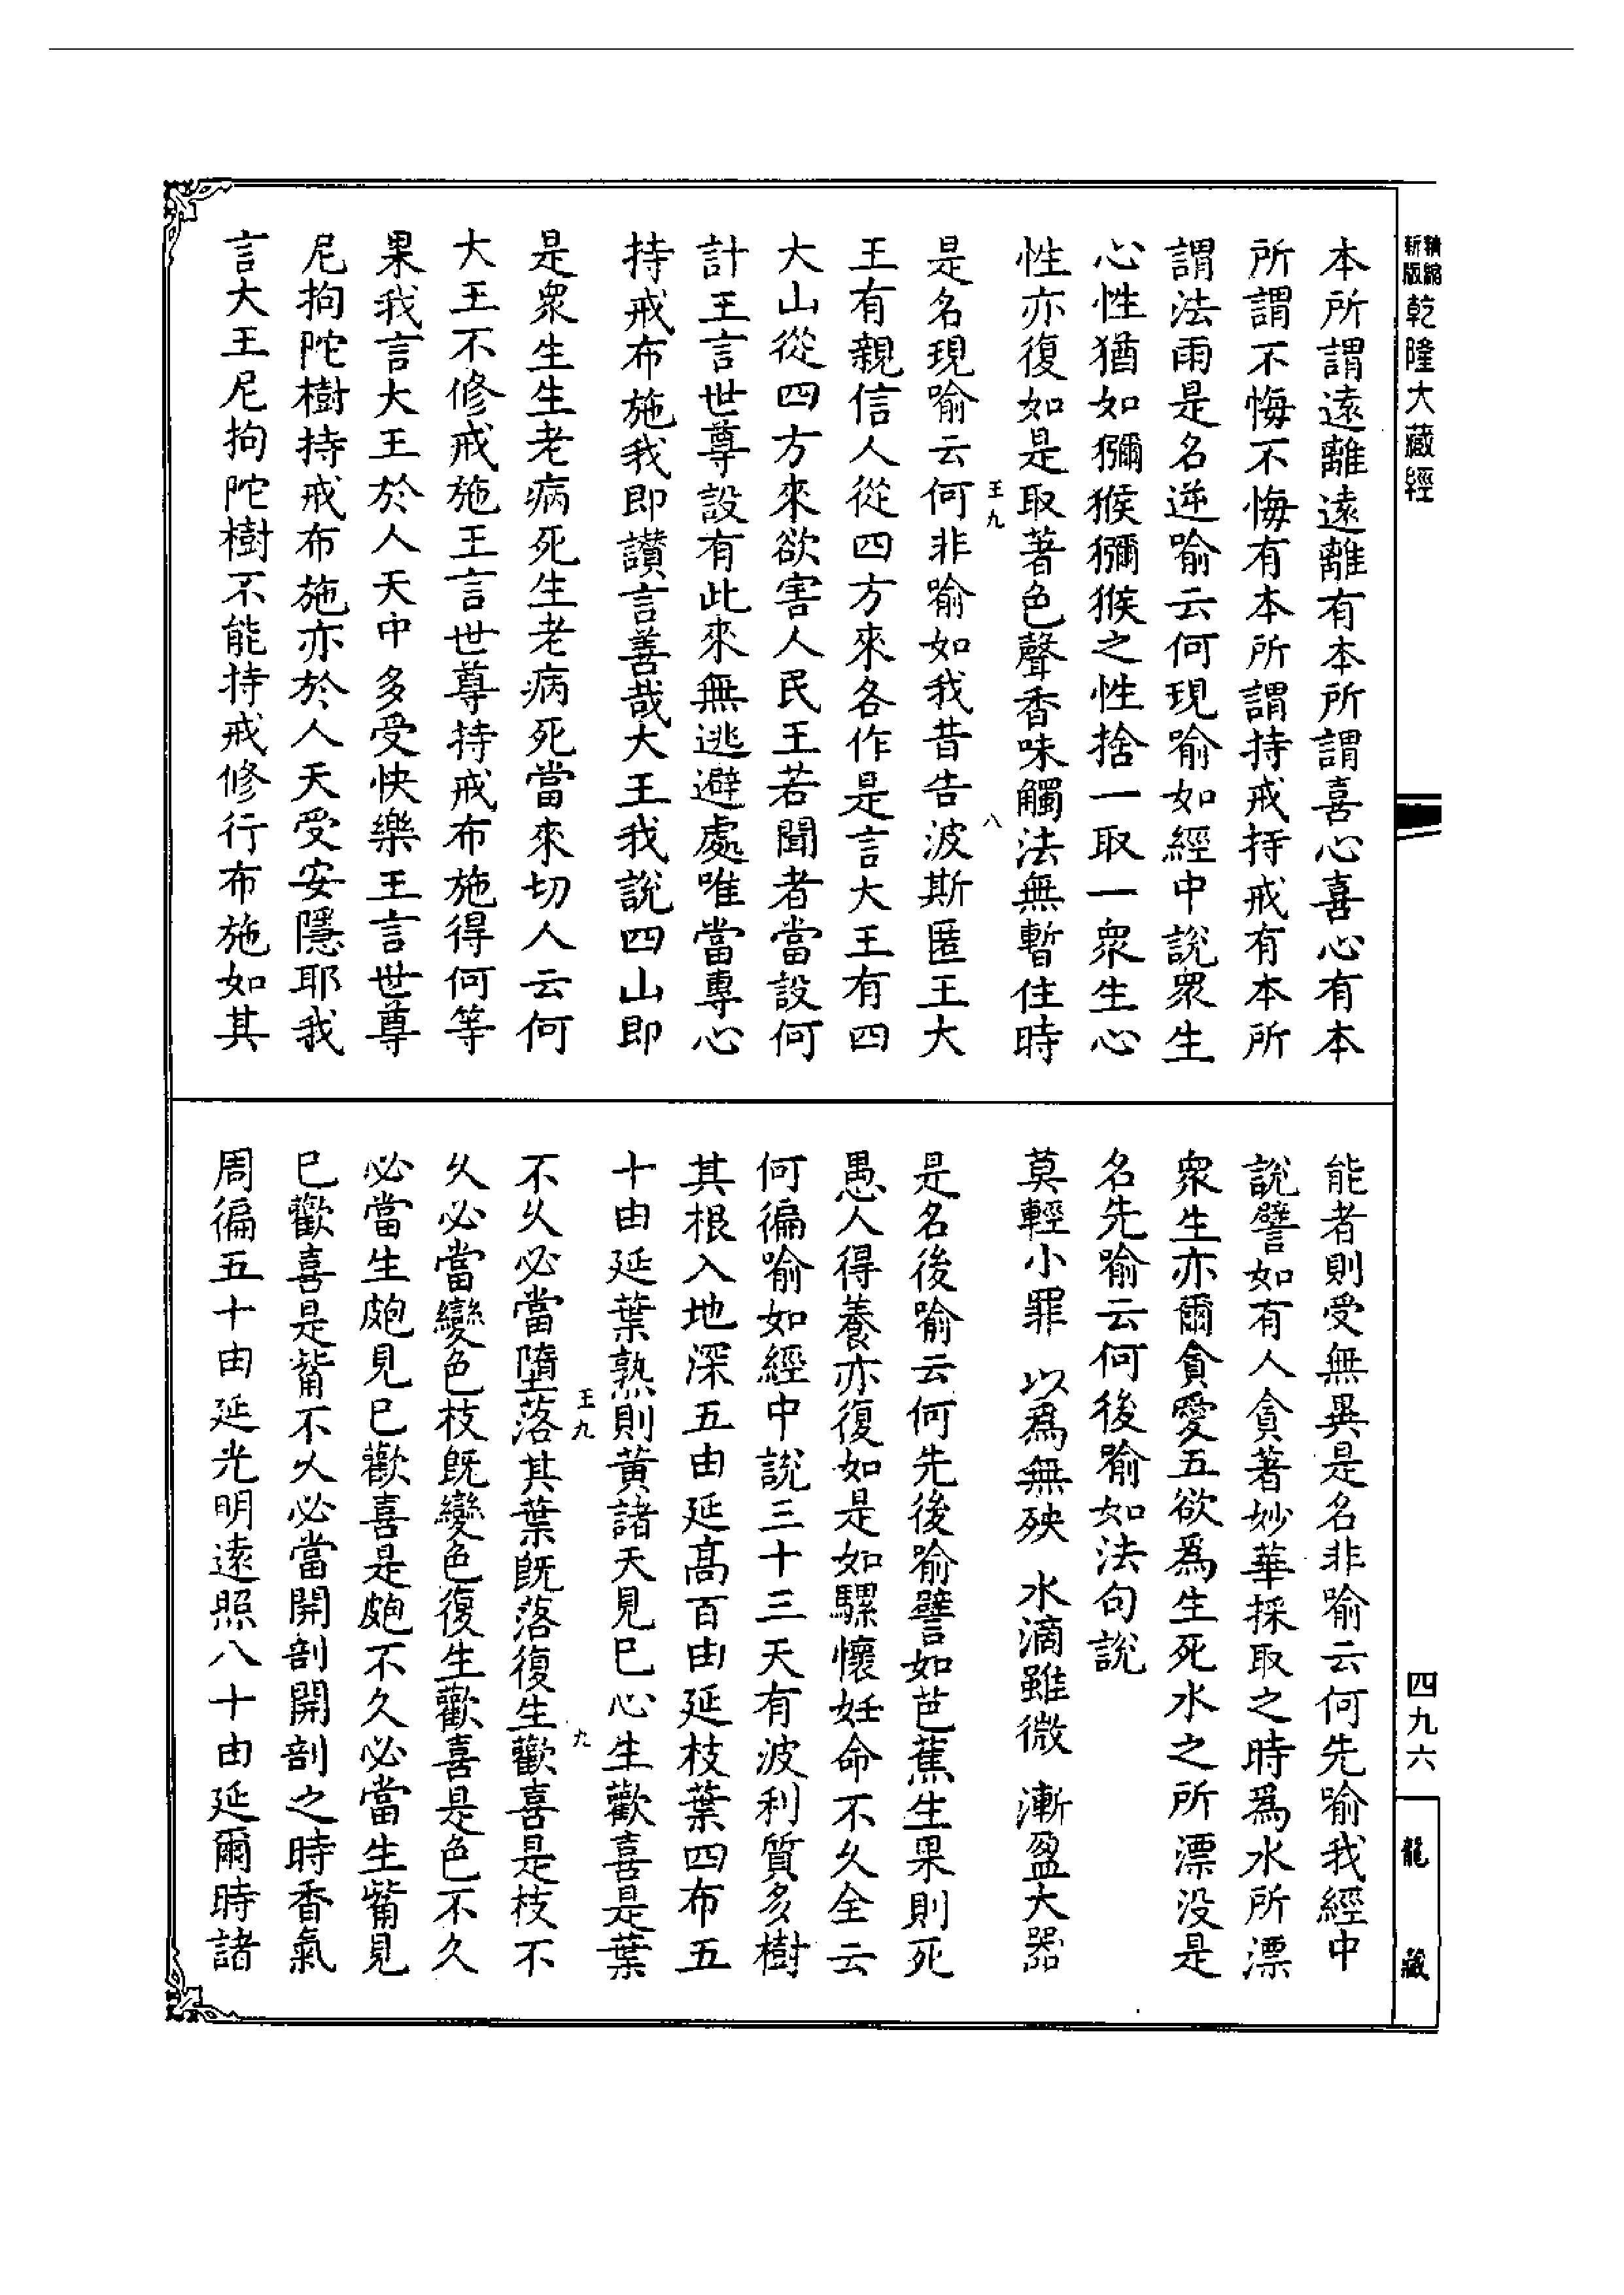 精縮新版乾隆大藏經
本所謂遠離遠離有本所謂喜心喜心有本
所謂不悔不悔有本所謂持戒持戒有本所
謂法雨是名逆喻云何現喻如經中說眾生
心性猶如獼猴獼猴之性捨一取一眾生心
性亦復如是取著色聲香味觸法無暫住時
王九
八
是名現喻云何非喻如我昔告波斯匿王大
王有親信人從四方來各作是言大王有四
大山從四方來欲害人民王若聞者當設何
計王言世尊設有此來無逃避處唯當專心
持戒布施我即讚言善哉大王我說四山即
是眾生生老病死生老病死當來切人云何
大王不修戒施王言世尊持戒布施得何等
果我言大王於人天中多受快樂王言世尊
尼拘陀樹持戒布施亦於人天受安隱耶我
言大王尼拘陀樹不能持戒修行布施如其
能者則受無異是名非喻云何先喻我經中
說譬如有人貪著妙華採取之時為水所漂
眾生亦爾貪愛五欲為生死水之所漂沒是
名先喻云何後喻如法句說
莫輕小罪 以為無殃 水滴雖微 漸盈大器
是名後喻云何先後喻譬如芭蕉生果則死
愚人得養亦復如是如騾懷妊命不久全云
何徧喻如經中說三十三天有波利質多樹
其根入地深五由延高百由延枝葉四布五
十由延葉熟則黃諸天見已心生歡喜是葉
王九
九
不久必當墮落其葉既落復生歡喜是枝不
久必當變色枝既變色復生歡喜是色不久
必當生皰見已歡喜是皰不久必當生觜見
已歡喜是觜不久必當開剖開剖之時香氣
周徧五十由延光明遠照八十由延爾時諸
四九六
龍藏